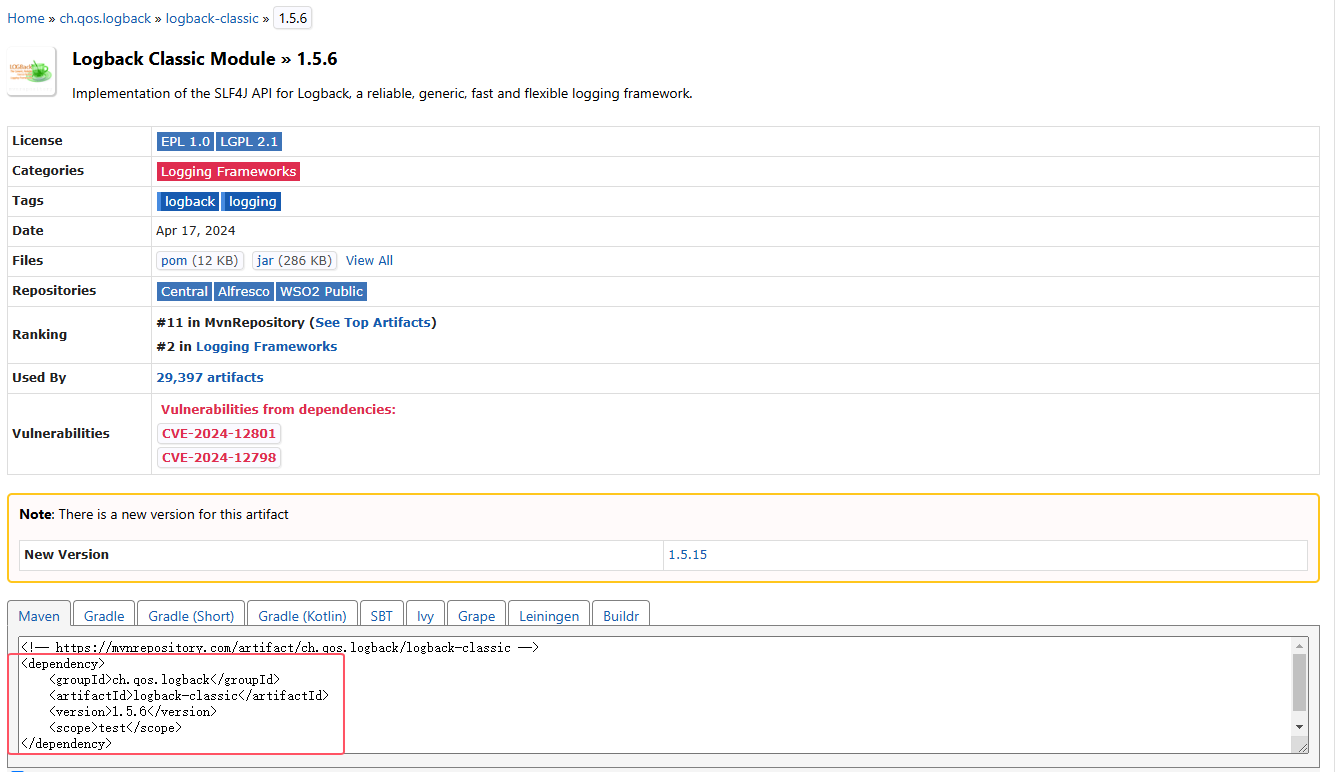 Home » ch.qos.logback » logback-classic » 1.5.6
Logback Classic Module » 1.5.6
Implementation of the SLF4J API for Logback, a reliable, generic, fast and flexible logging framework.
License EPL 1.0 LGPL 2.1
Categories Logging Frameworks
Tags logback logging
Date Apr 17, 2024
Files pom (12 KB) jar (286 KB) View All
Repositories Central Alfresco WSO2 Public
Ranking #11 in MvnRepository (See Top Artifacts)
#2 in Logging Frameworks
Used By 29,397 artifacts
Vulnerabilities Vulnerabilities from dependencies:
CVE-2024-12801
CVE-2024-12798
Note: There is a new version for this artifact
New Version 1.5.15
Maven Gradle Gradle (Short) Gradle (Kotlin) SBT Ivy Grape Leiningen Buildr
<!-- https://mvnrepository.com/artifact/ch.qos.logback/logback-classic -->
<dependency>
<groupId>ch.qos.logback</groupId>
<artifactId>logback-classic</artifactId>
<version>1.5.6</version>
<scope>test</scope>
</dependency>